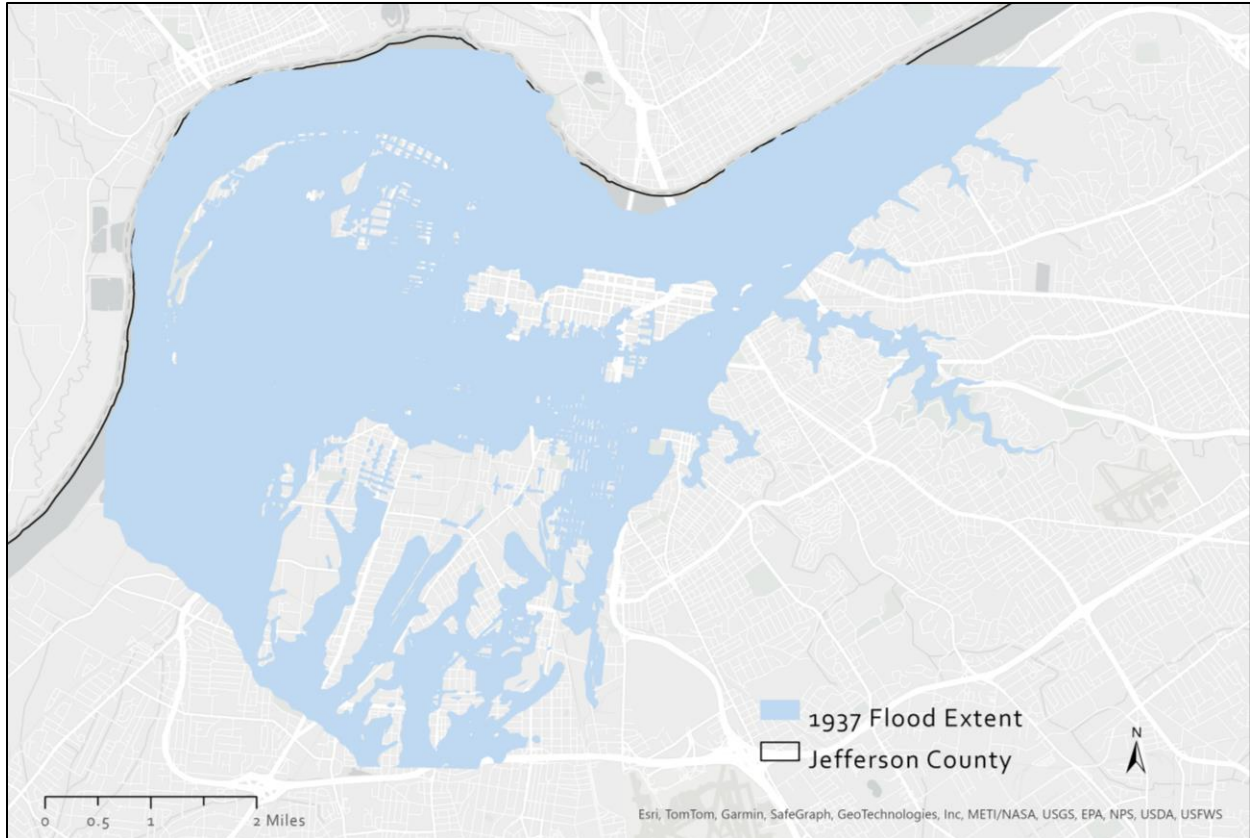 1937 Flood Extent
Jefferson County
N
0 0.5 1 2 Miles
Esri, TomTom, Garmin, SafeGraph, GeoTechnologies, Inc, METI/NASA, USGS, EPA, NPS, USDA, USFWS